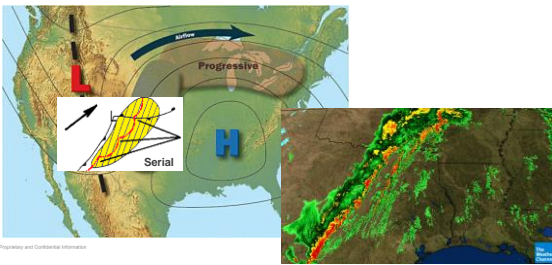 Airflow
Progressive
L
L
H
Serial
Proprietary and Confidential Information
The
Weather
Channel